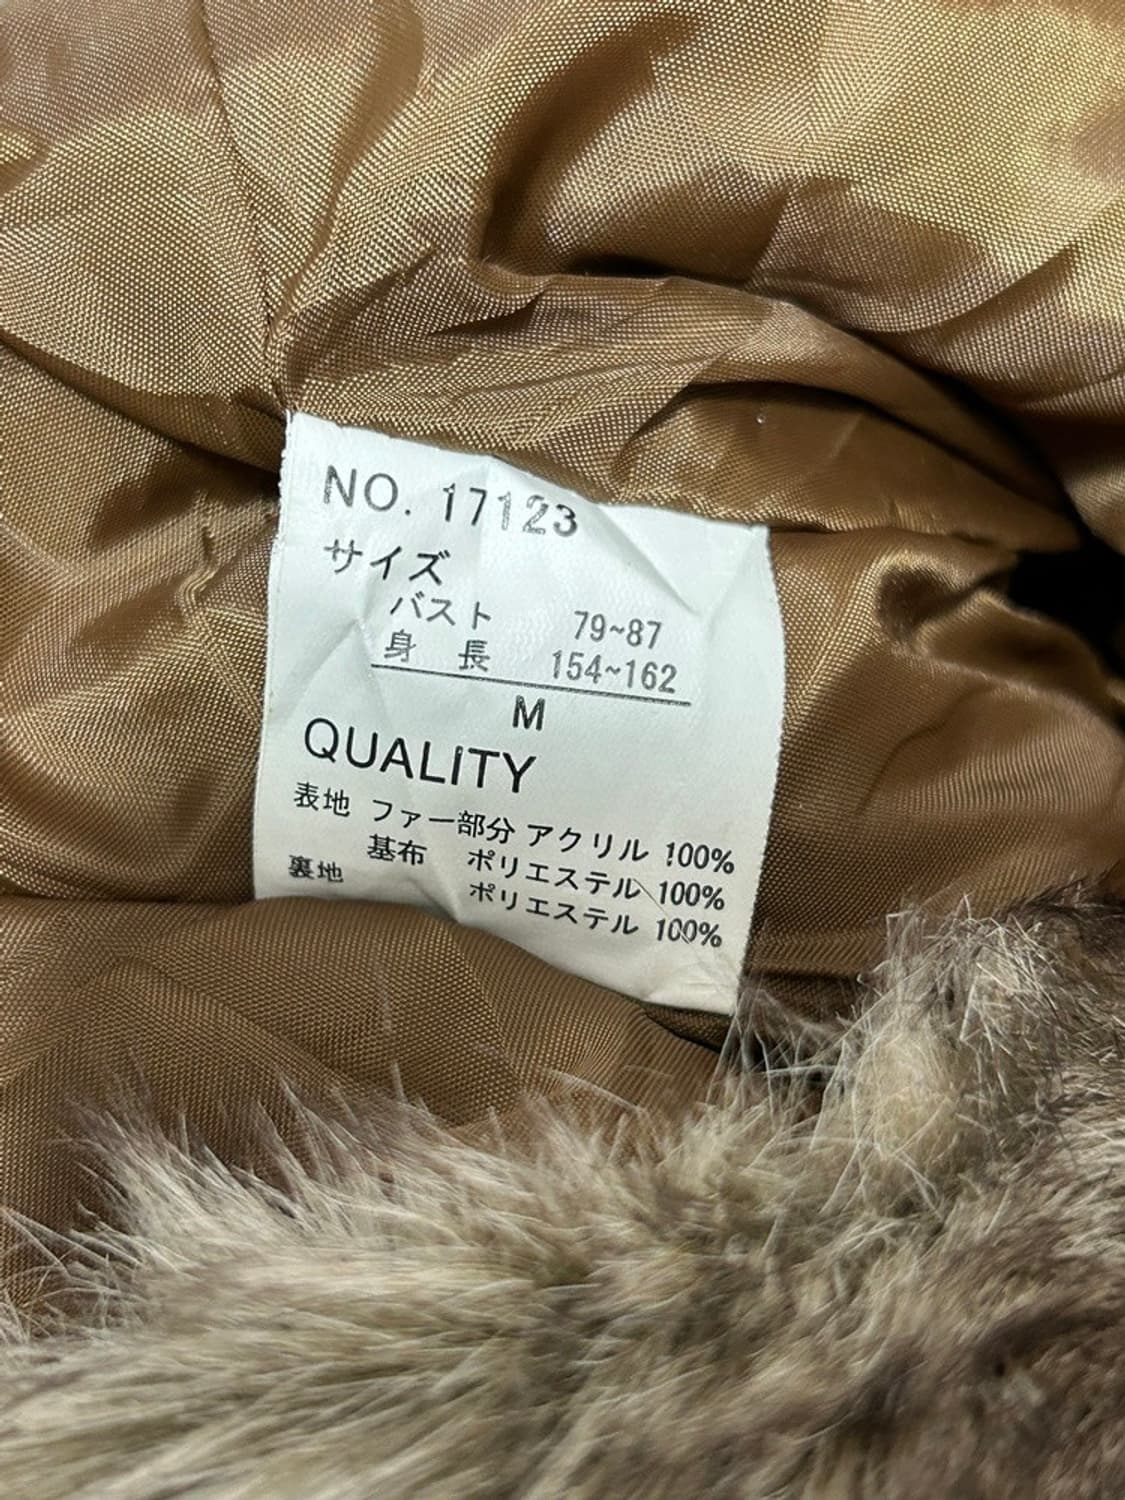 NO. 17123
サイズ
バスト 79~87
身 長 154~162
M
QUALITY
表地 ファー部分 アクリル 100%
基布 ポリエステル 100%
裏地 ポリエステル 100%